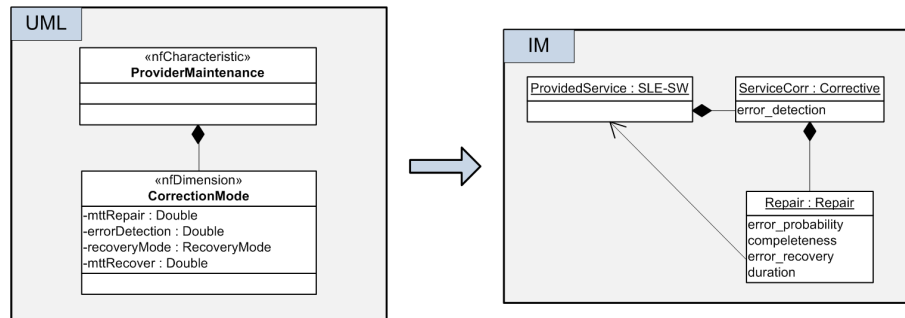 UML
«nfCharacteristic»
ProviderMaintenance
«nfDimension»
CorrectionMode
-mttRepair : Double
-errorDetection : Double
-recoveryMode : RecoveryMode
-mttRecover : Double
IM
ProvidedService : SLE-SW
ServiceCorr : Corrective
error_detection
Repair : Repair
error_probability
compeleteness
error_recovery
duration